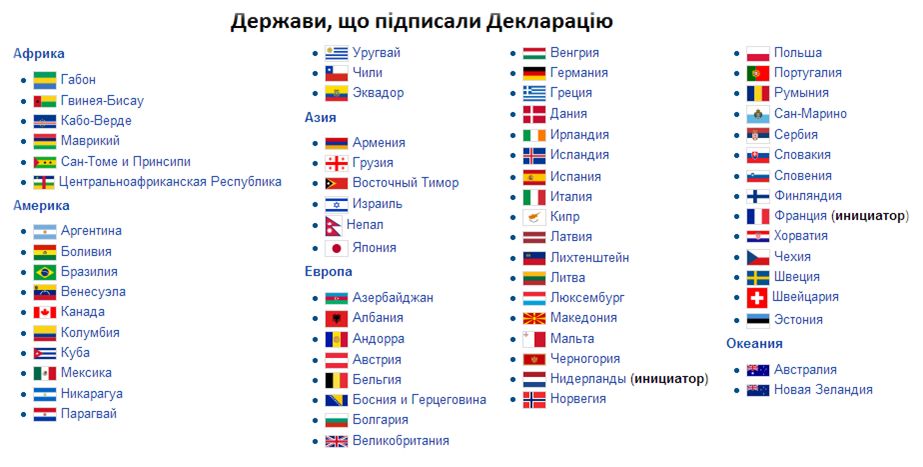 Держави, що підписали Декларацію
Африка
Габон
Гвинея-Бисау
Кабо-Верде
Маврикий
Сан-Томе и Принсипи
Центральноафриканская Республика
Америка
Аргентина
Боливия
Бразилия
Венесуэла
Канада
Колумбия
Куба
Мексика
Никарагуа
Парагвай
Уругвай
Чили
Эквадор
Азия
Армения
Грузия
Восточный Тимор
Израиль
Непал
Япония
Европа
Азербайджан
Албания
Андорра
Австрия
Бельгия
Босния и Герцеговина
Болгария
Великобритания
Венгрия
Германия
Греция
Дания
Ирландия
Исландия
Испания
Италия
Кипр
Латвия
Лихтенштейн
Литва
Люксембург
Македония
Мальта
Черногория
Нидерланды (инициатор)
Норвегия
Польша
Португалия
Румыния
Сан-Марино
Сербия
Словакия
Словения
Финляндия
Франция (инициатор)
Хорватия
Чехия
Швеция
Швейцария
Эстония
Океания
Австралия
Новая Зеландия